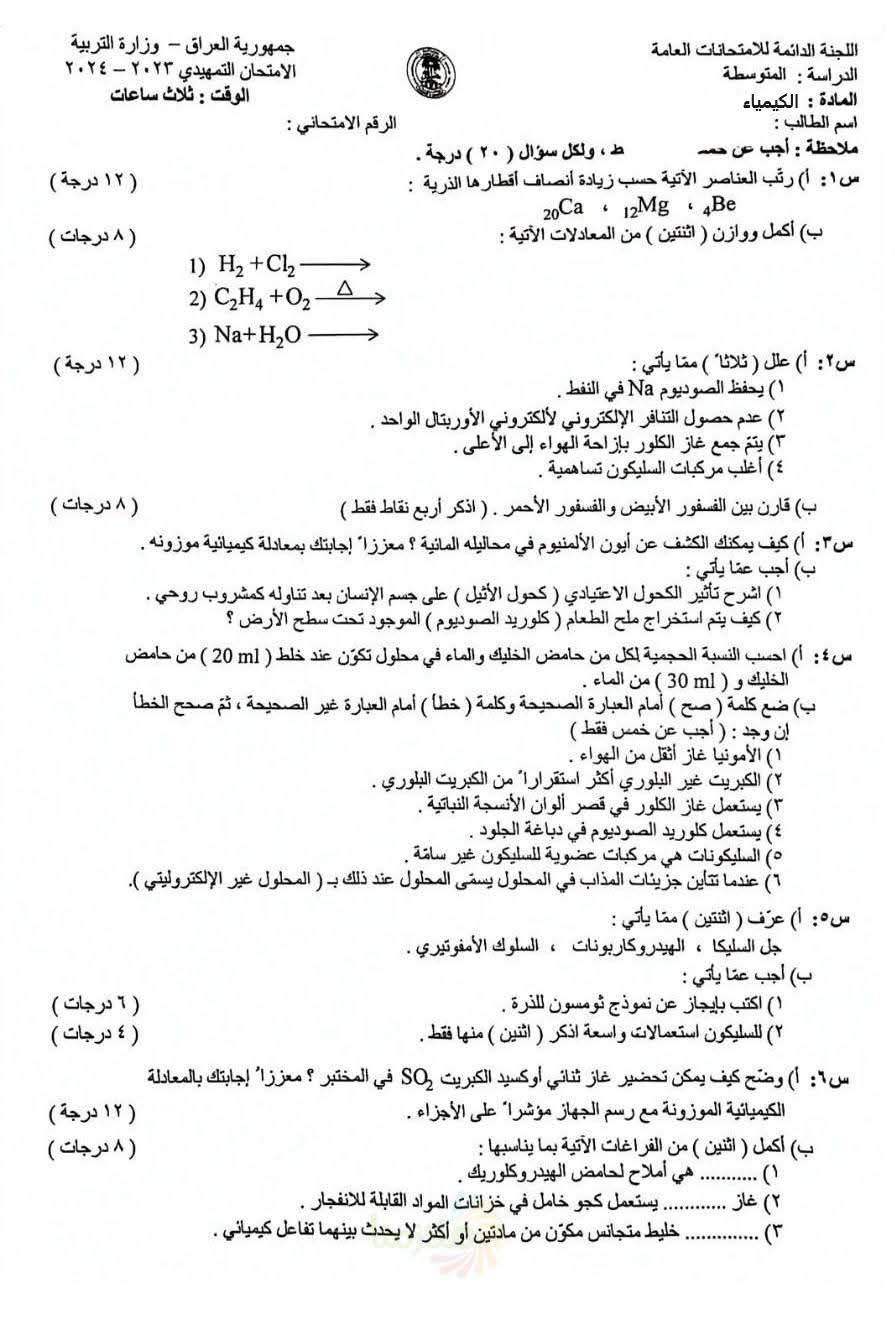 اللجنة الدائمة للامتحانات العامة
الدراسة : المتوسطة
المادة : الكيمياء
اسم الطالب :
جمهورية العراق – وزارة التربية
الامتحان التمهيدي ٢٠٢٣ – ٢٠٢٤
الوقت : ثلاث ساعات
الرقم الامتحاني :
ملاحظة : أجب عن ، ولكل سؤال ( ٢٠ ) درجة .
س١: أ) رتّب العناصر الآتية حسب زيادة أنصاف أقطارها الذرية : ( ١٢ درجة )
₄Be ، ₁₂Mg ، ₂₀Ca
ب) أكمل ووازن ( اثنتين ) من المعادلات الآتية : ( ٨ درجات )
1) H₂ + Cl₂ ⟶
2) C₂H₄ + O₂ —△→
3) Na+H₂O ⟶
س٢: أ) علل ( ثلاثاً ) ممّا يأتي : ( ١٢ درجة )
١) يحفظ الصوديوم Na في النفط .
٢) عدم حصول التنافر الإلكتروني لألكتروني الأوربيتال الواحد .
٣) يتمّ جمع غاز الكلور بإزاحة الهواء إلى الأعلى .
٤) أغلب مركبات السليكون تساهمية .
ب) قارن بين الفسفور الأبيض والفسفور الأحمر . ( اذكر أربع نقاط فقط ) ( ٨ درجات )
س٣: أ) كيف يمكنك الكشف عن أيون الألمنيوم في محاليله المائية ؟ معززاً إجابتك بمعادلة كيميائية موزونه .
ب) أجب عمّا يأتي :
١) اشرح تأثير الكحول الاعتيادي ( كحول الأثيل ) على جسم الإنسان بعد تناوله كمشروب روحي .
٢) كيف يتم استخراج ملح الطعام ( كلوريد الصوديوم ) الموجود تحت سطح الأرض ؟
س٤: أ) احسب النسبة الحجمية لكل من حامض الخليك والماء في محلول تكوّن عند خلط ( 20 ml ) من حامض
الخليك و ( 30 ml ) من الماء .
ب) ضع كلمة ( صح ) أمام العبارة الصحيحة وكلمة ( خطأ ) أمام العبارة غير الصحيحة ، ثمّ صحح الخطأ
إن وجد : ( أجب عن خمس فقط )
١) الأمونيا غاز أثقل من الهواء .
٢) الكبريت غير البلوري أكثر استقراراً من الكبريت البلوري .
٣) يستعمل غاز الكلور في قصر ألوان الأنسجة النباتية .
٤) يستعمل كلوريد الصوديوم في دباغة الجلود .
٥) السليكونات هي مركبات عضوية للسليكون غير سامّة .
٦) عندما تتأين جزيئات المذاب في المحلول يسمّى المحلول عند ذلك بـ ( المحلول غير الإلكتروليتي ).
س٥: أ) عرّف ( اثنتين ) ممّا يأتي :
جل السليكا ، الهيدروكاربونات ، السلوك الأمفوتيري .
ب) أجب عمّا يأتي :
١) اكتب بإيجاز عن نموذج ثومسون للذرة . ( ٦ درجات )
٢) للسليكون استعمالات واسعة اذكر ( اثنين ) منها فقط . ( ٤ درجات )
س٦: أ) وضّح كيف يمكن تحضير غاز ثنائي أوكسيد الكبريت SO₂ في المختبر ؟ معززاً إجابتك بالمعادلة
الكيميائية الموزونة مع رسم الجهاز مؤشراً على الأجزاء . ( ١٢ درجة )
ب) أكمل ( اثنين ) من الفراغات الآتية بما يناسبها : ( ٨ درجات )
١) ........... هي أملاح لحامض الهيدروكلوريك .
٢) غاز ............ يستعمل كجو خامل في خزانات المواد القابلة للانفجار .
٣) .............. خليط متجانس مكوّن من مادتين أو أكثر لا يحدث بينهما تفاعل كيميائي .